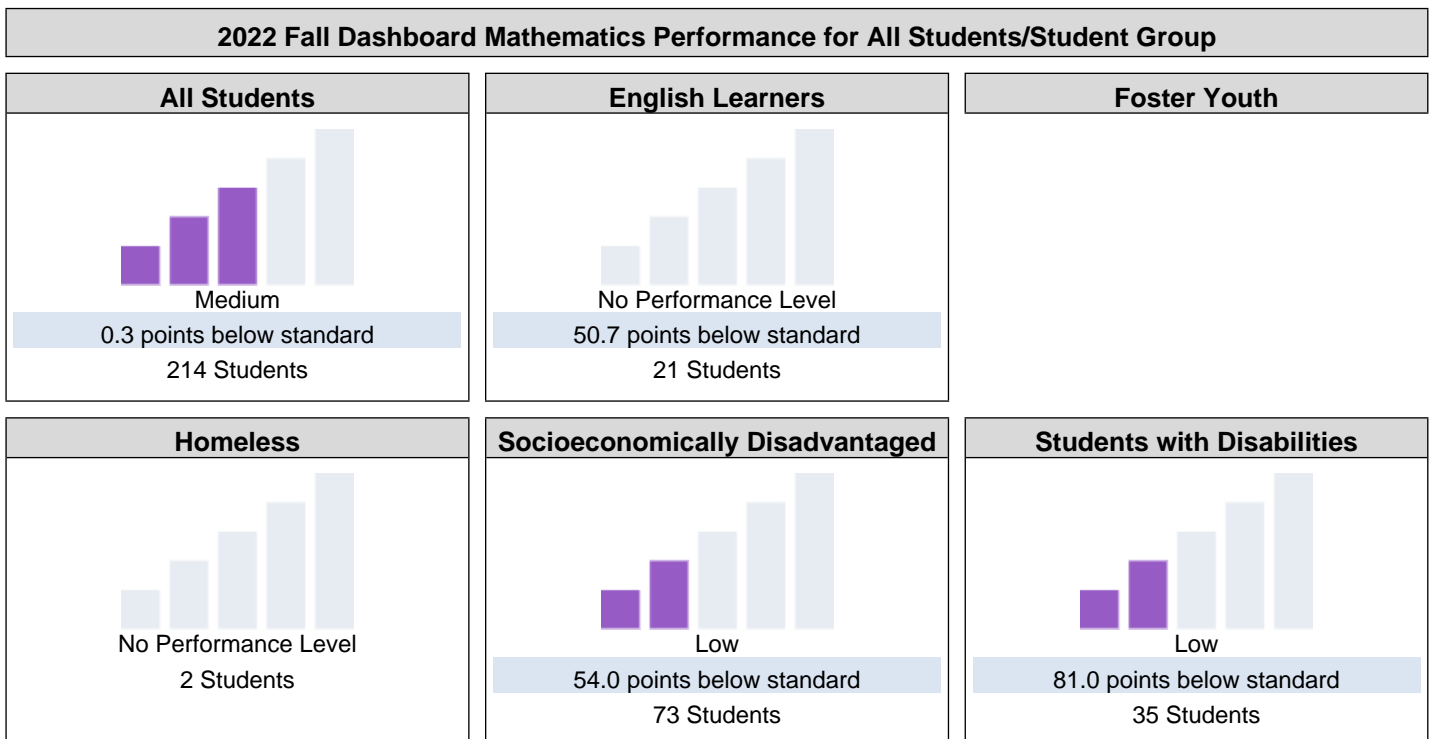 2022 Fall Dashboard Mathematics Performance for All Students/Student Group
All Students
Medium
0.3 points below standard
214 Students
English Learners
No Performance Level
50.7 points below standard
21 Students
Foster Youth
Homeless
No Performance Level
2 Students
Socioeconomically Disadvantaged
Low
54.0 points below standard
73 Students
Students with Disabilities
Low
81.0 points below standard
35 Students